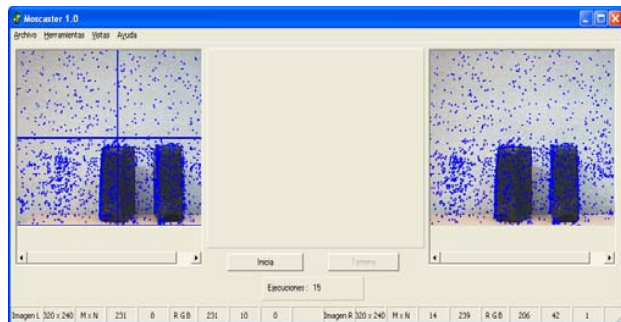 Moscaster 1.0
Archivo Herramientas Vistas Ayuda
Inicia Termina
Ejecuciones : 15
Imagen L 320 x 240 M x N 231 8 R G B 231 10 0 Imagen R 320 x 240 M x N 14 239 R G B 206 42 1